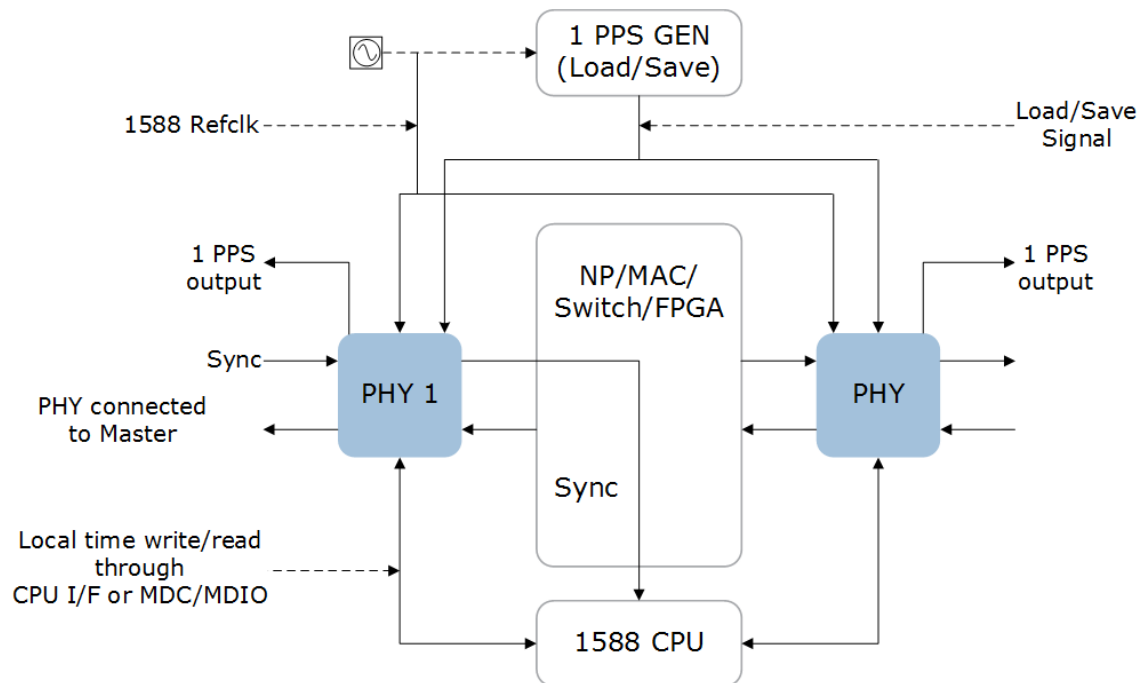 1 PPS GEN
(Load/Save)
1588 Refclk
Load/Save
Signal
1 PPS
output
NP/MAC/
Switch/FPGA
1 PPS
output
Sync
PHY 1
PHY
PHY connected
to Master
Sync
Local time write/read
through
CPU I/F or MDC/MDIO
1588 CPU